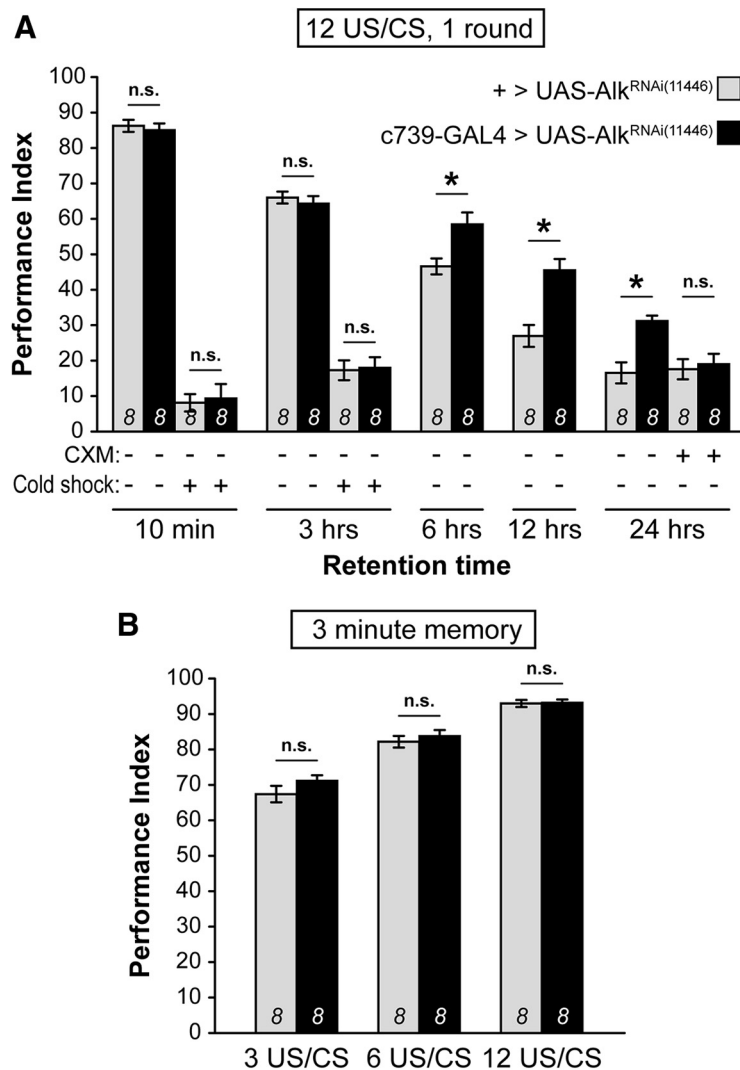 A
12 US/CS, 1 round
+ > UAS-Alk^RNAi(11446)
c739-GAL4 > UAS-Alk^RNAi(11446)
Performance Index
100
90
80
70
60
50
40
30
20
10
0
n.s. n.s. n.s. n.s. * * * n.s.
8 8 8 8 8 8 8 8 8 8 8 8 8 8 8 8
CXM: - - - - - - - - - - - - - - + +
Cold shock: - - + + - - + + - - - - - - - -
10 min 3 hrs 6 hrs 12 hrs 24 hrs
Retention time
B
3 minute memory
Performance Index
100
90
80
70
60
50
40
30
20
10
0
n.s. n.s. n.s.
8 8 8 8 8 8
3 US/CS 6 US/CS 12 US/CS